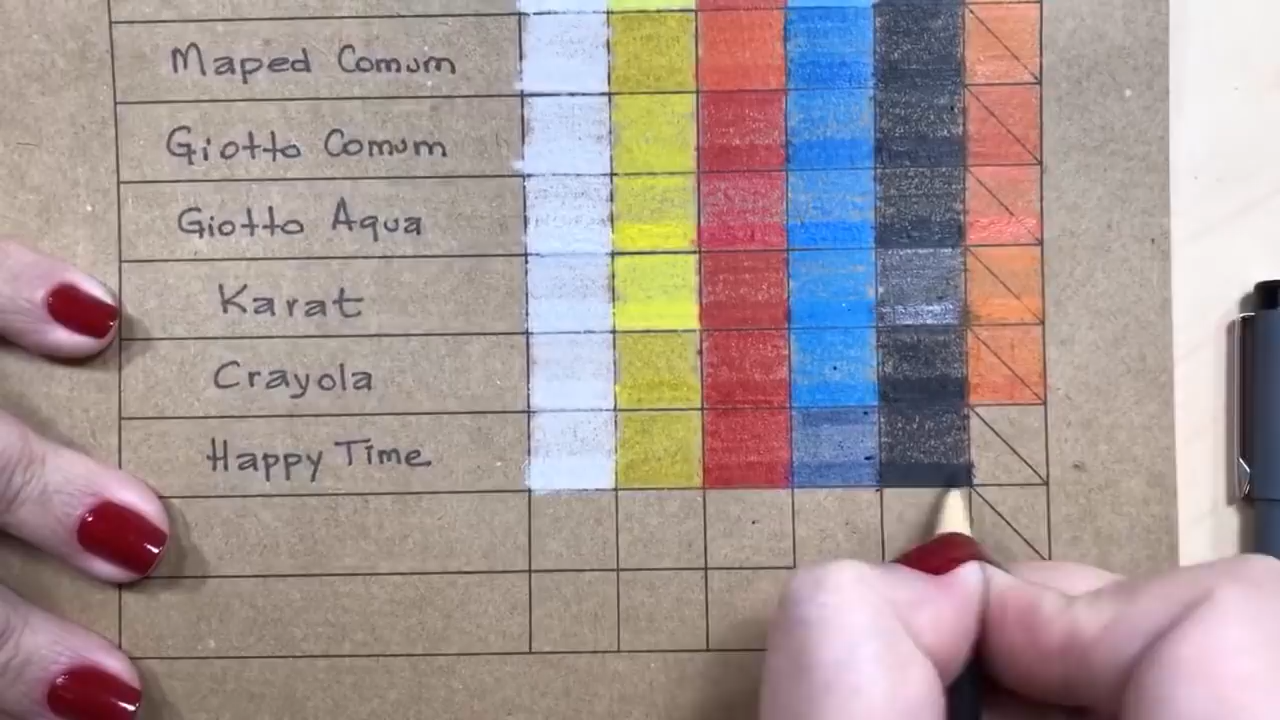 Maped Comum
Giotto Comum
Giotto Aqua
Karat
Crayola
Happy Time